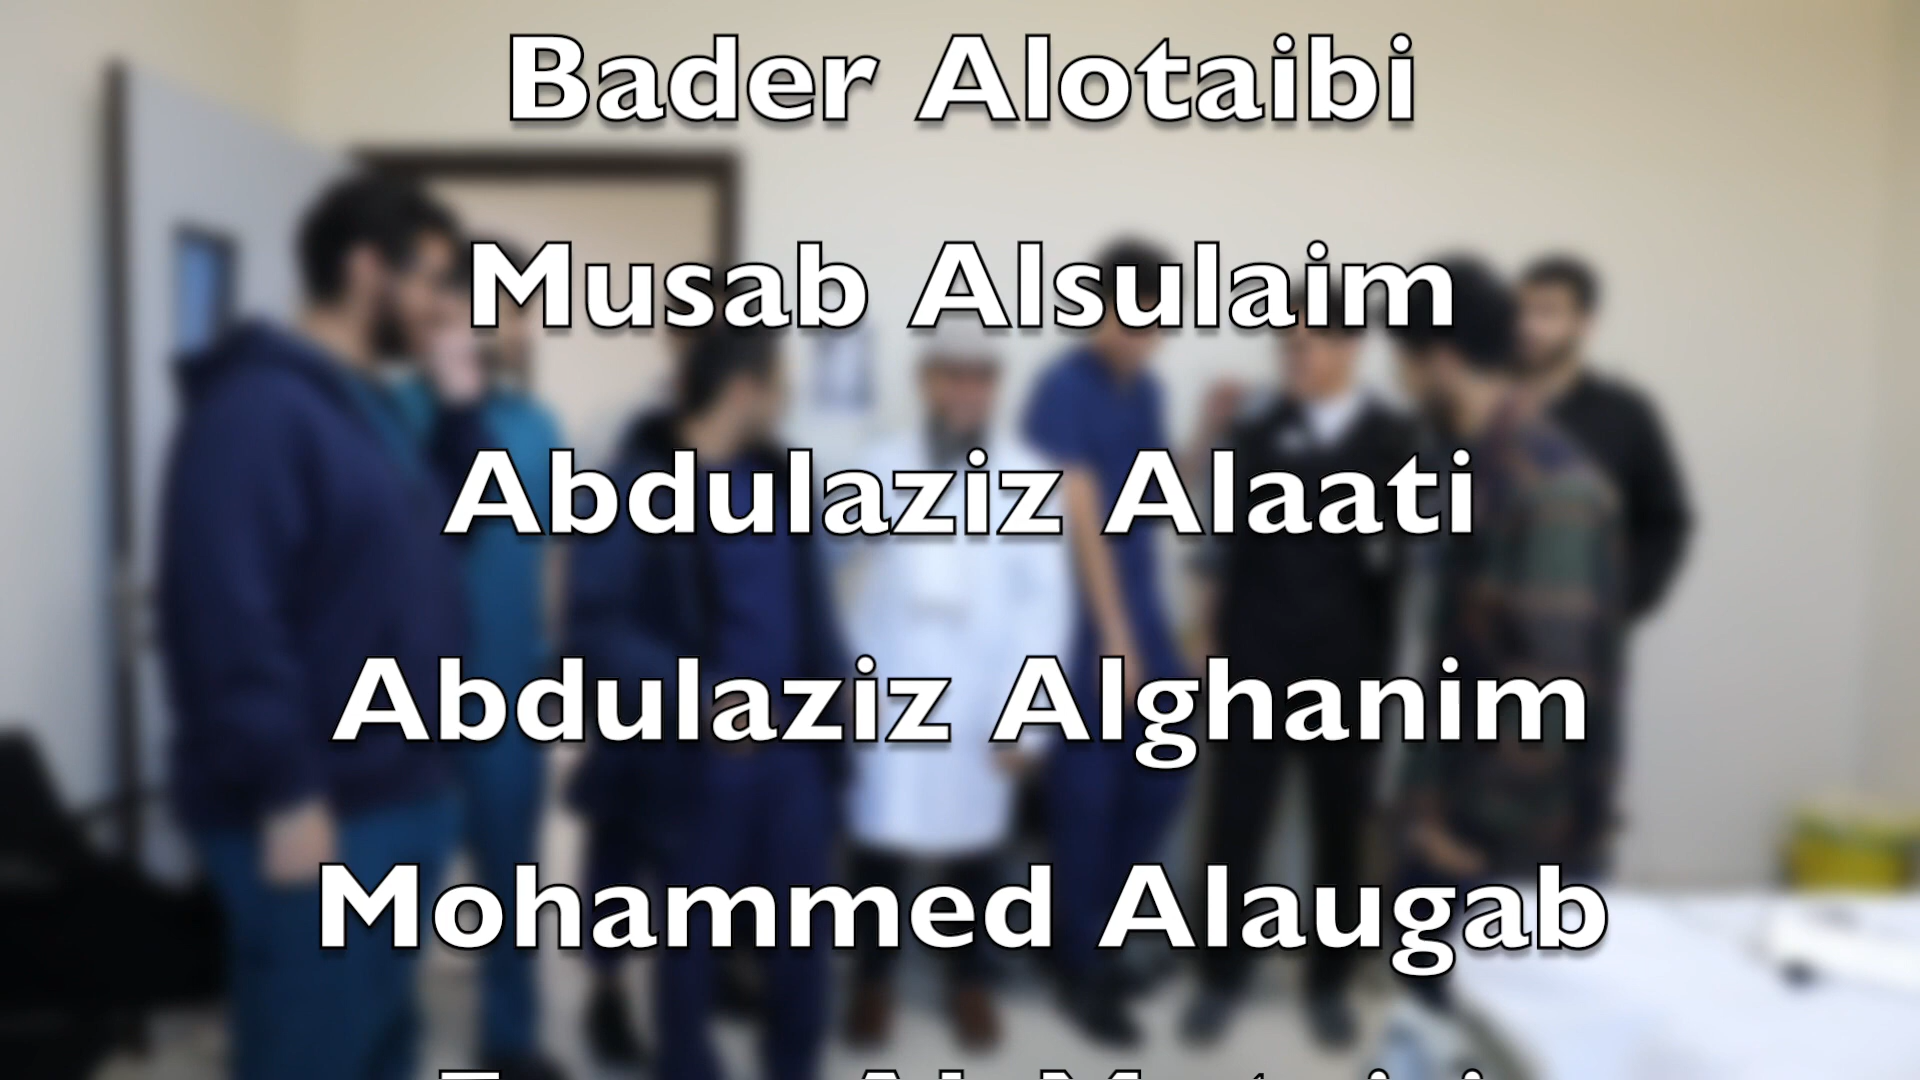 Bader Alotaibi
Musab Alsulaim
Abdulaziz Alaati
Abdulaziz Alghanim
Mohammed Alaugab